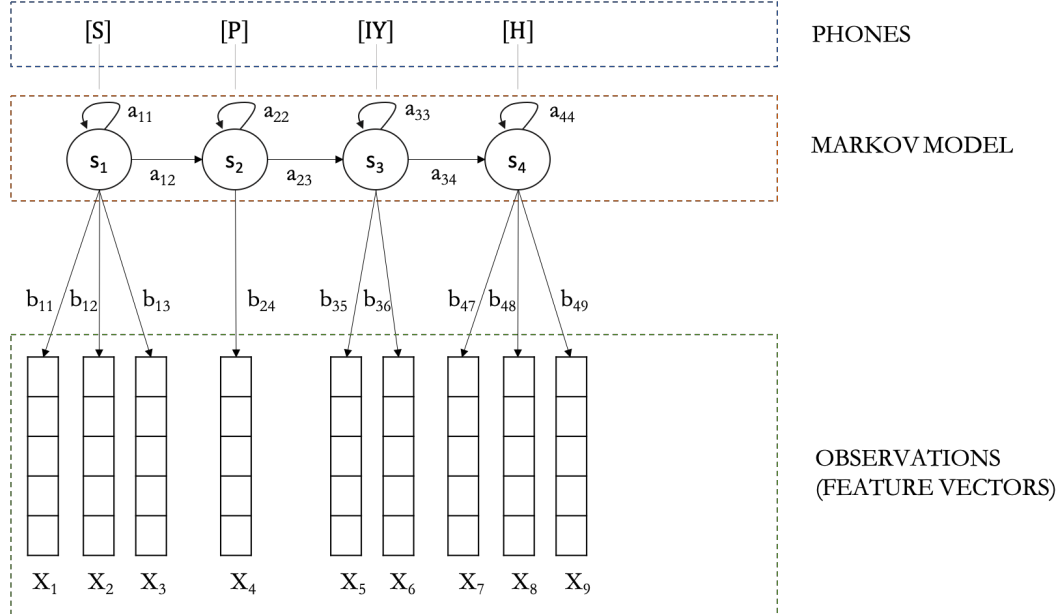 [S] [P] [IY] [H] PHONES
a₁₁ a₂₂ a₃₃ a₄₄
s₁ s₂ s₃ s₄ MARKOV MODEL
a₁₂ a₂₃ a₃₄
b₁₁ b₁₂ b₁₃ b₂₄ b₃₅ b₃₆ b₄₇ b₄₈ b₄₉
OBSERVATIONS
(FEATURE VECTORS)
X₁ X₂ X₃ X₄ X₅ X₆ X₇ X₈ X₉